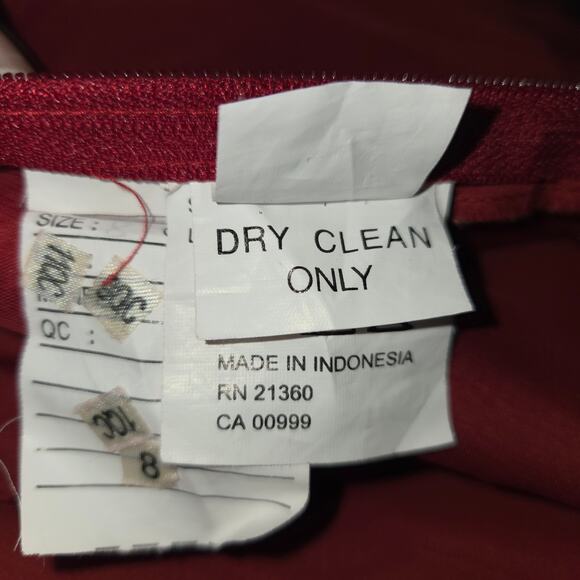 SIZE :
DRY CLEAN
ONLY
QC :
MADE IN INDONESIA
RN 21360
CA 00999
8